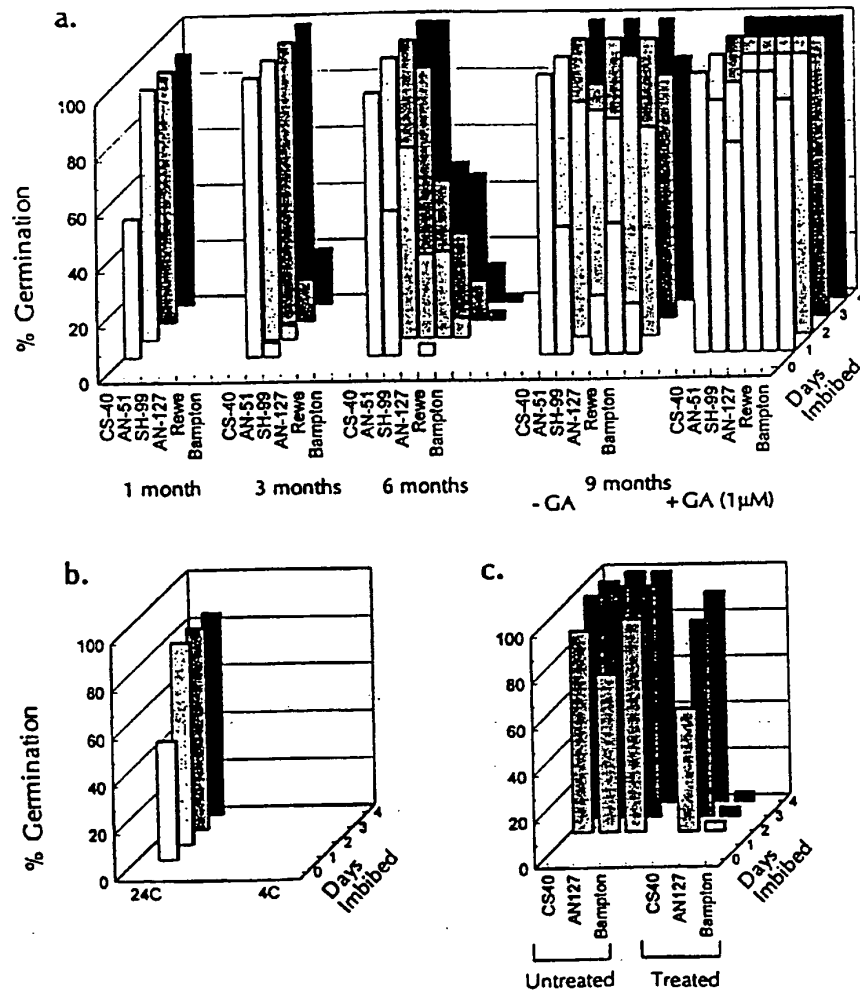 a.
% Germination
100
80
60
40
20
0
0 1 2 3 4
Days Imbibed
CS-40 AN-51 SH-99 AN-127 Rewe Bampton
CS-40 AN-51 SH-99 AN-127 Rewe Bampton
CS-40 AN-51 SH-99 AN-127 Rewe Bampton
CS-40 AN-51 SH-99 AN-127 Rewe Bampton
CS-40 AN-51 SH-99 AN-127 Rewe Bampton
1 month 3 months 6 months 9 months
- GA + GA (1μM)
b.
% Germination
100
80
60
40
20
0
24C 4C
0 1 2 3 4
Days Imbibed
c.
100
80
60
40
20
0
0 1 2 3 4
Days Imbibed
CS40 AN127 Bampton
CS40 AN127 Bampton
Untreated Treated